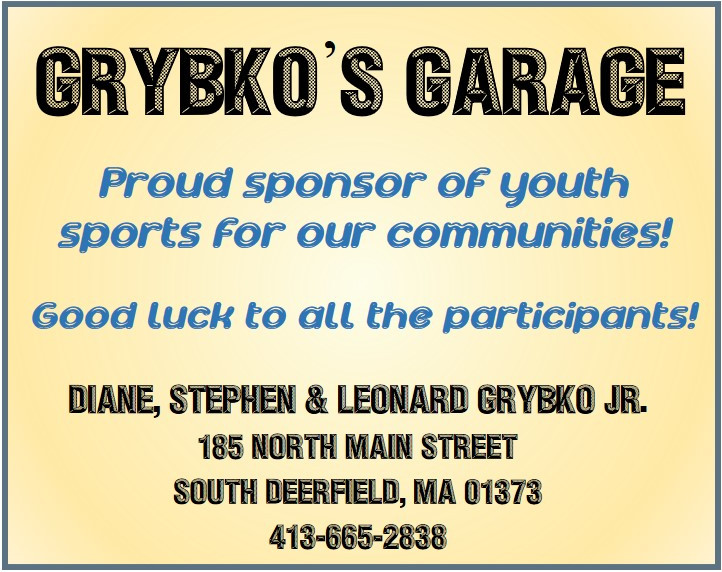 GRYBKO'S GARAGE
Proud sponsor of youth
sports for our communities!
Good luck to all the participants!
DIANE, STEPHEN & LEONARD GRYBKO JR.
185 NORTH MAIN STREET
SOUTH DEERFIELD, MA 01373
413-665-2838